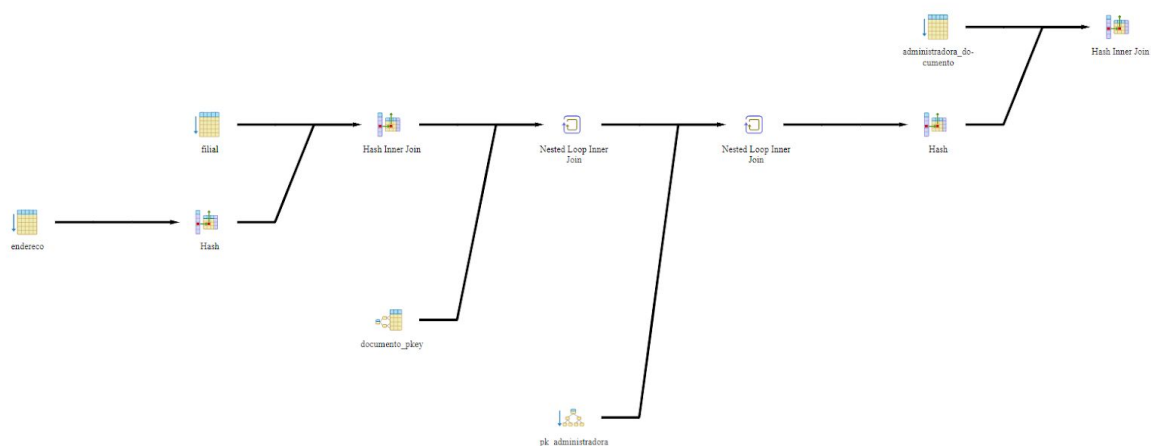 administradora_do-
cumento
Hash Inner Join
filial
Hash Inner Join
Nested Loop Inner
Join
Nested Loop Inner
Join
Hash
endereco
Hash
documento_pkey
pk_administradora